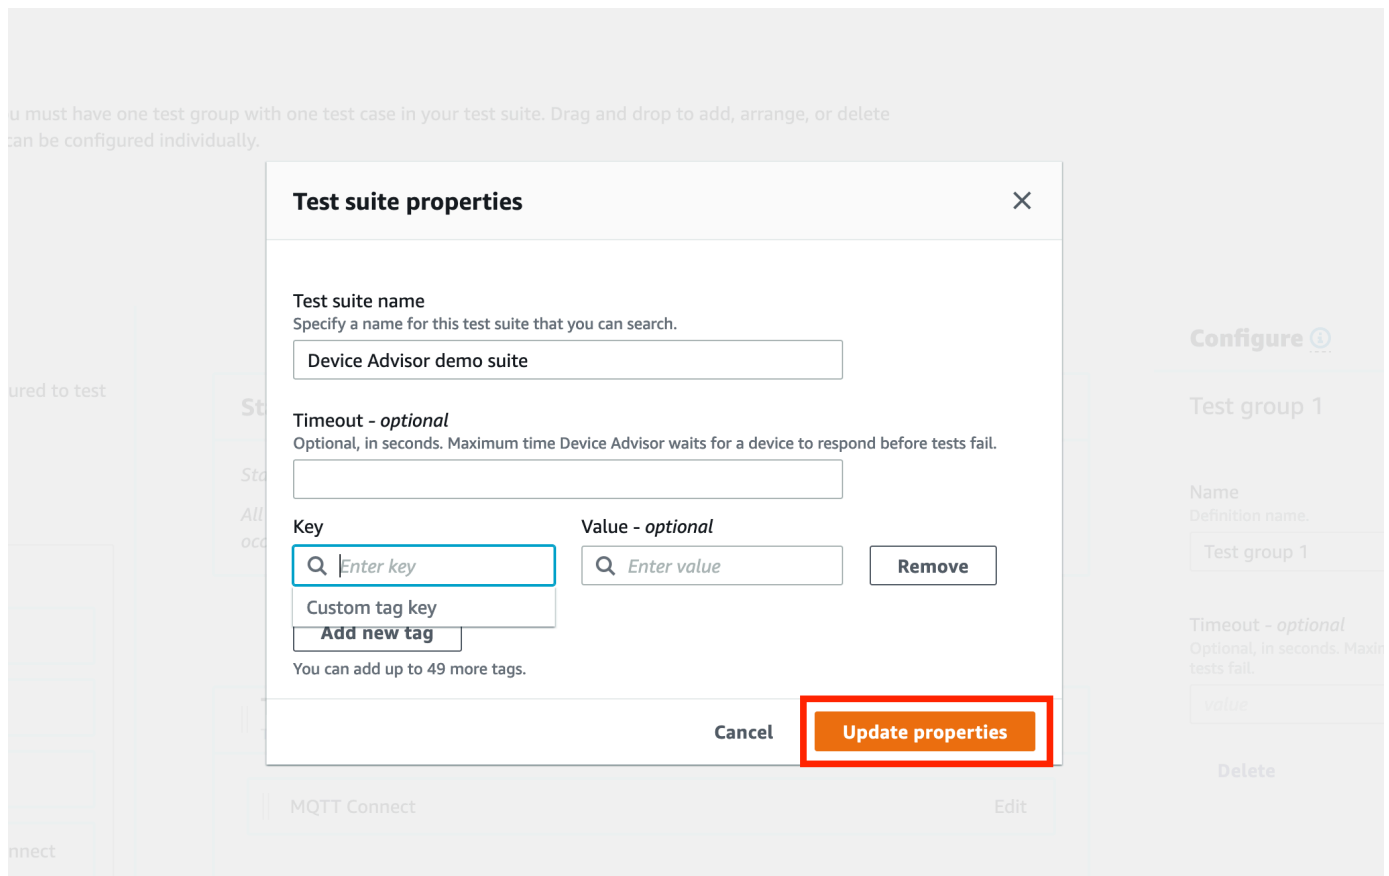 u must have one test group with one test case in your test suite. Drag and drop to add, arrange, or delete
can be configured individually.
Test suite properties
Test suite name
Specify a name for this test suite that you can search.
Device Advisor demo suite
Timeout - optional
Optional, in seconds. Maximum time Device Advisor waits for a device to respond before tests fail.
Key
Value - optional
Enter key
Enter value
Remove
Custom tag key
Add new tag
You can add up to 49 more tags.
Cancel
Update properties
ured to test
St
Sta
All
occ
MQTT Connect
Edit
nnect
Configure
Test group 1
Name
Definition name.
Test group 1
Timeout - optional
Optional, in seconds. Maxim
tests fail.
value
Delete